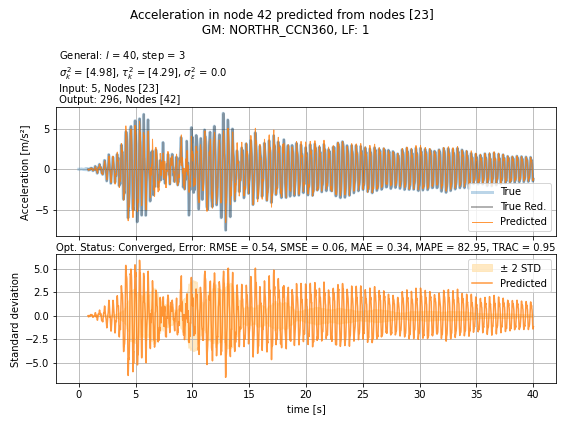 Acceleration in node 42 predicted from nodes [23]
GM: NORTHR_CCN360, LF: 1
General: l = 40, step = 3
σ²ₖ = [4.98], τ²ₖ = [4.29], σ²ε = 0.0
Input: 5, Nodes [23]
Output: 296, Nodes [42]
Acceleration [m/s²]
5
0
−5
True
True Red.
Predicted
Opt. Status: Converged, Error: RMSE = 0.54, SMSE = 0.06, MAE = 0.34, MAPE = 82.95, TRAC = 0.95
Standard deviation
5.0
2.5
0.0
−2.5
−5.0
± 2 STD
Predicted
0 5 10 15 20 25 30 35 40
time [s]